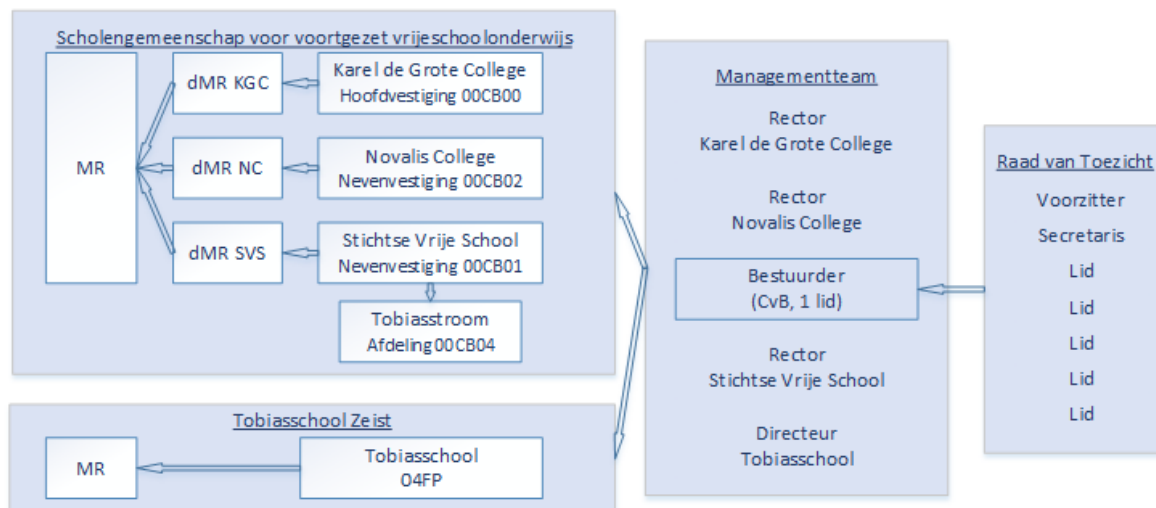 Scholengemeenschap voor voortgezet vrijeschoolonderwijs
MR
dMR KGC
Karel de Grote College
Hoofdvestiging 00CB00
dMR NC
Novalis College
Nevenvestiging 00CB02
dMR SVS
Stichtse Vrije School
Nevenvestiging 00CB01
Tobiasstroom
Afdeling 00CB04
Tobiasschool Zeist
MR
Tobiasschool
04FP
Managementteam
Rector
Karel de Grote College
Rector
Novalis College
Bestuurder
(CvB, 1 lid)
Rector
Stichtse Vrije School
Directeur
Tobiasschool
Raad van Toezicht
Voorzitter
Secretaris
Lid
Lid
Lid
Lid
Lid